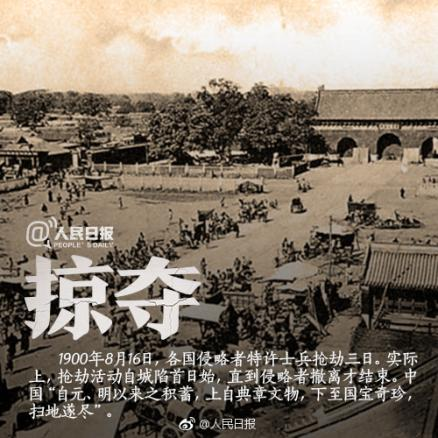 @人民日报
PEOPLE'S DAILY
掠夺
1900年8月16日，各国侵略者特许士兵抢劫三日。实际
上，抢劫活动自城陷首日始，直到侵略者撤离才结束。中
国“自元、明以来之积蓄，上自典章文物，下至国宝奇珍，
扫地遂尽”。
@人民日报